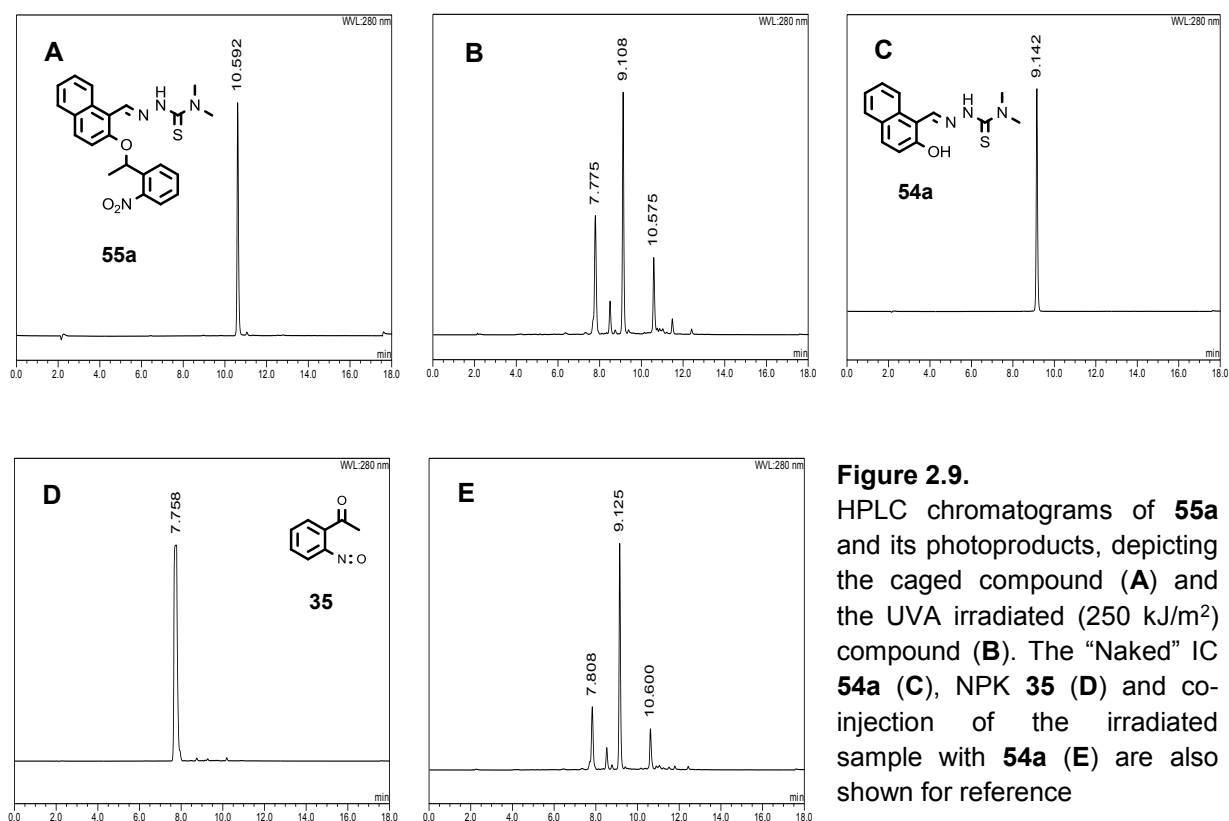 WVL:280 nm
A
10.592
NH
N
N
S
O
O₂N
55a
min
0.0 2.0 4.0 6.0 8.0 10.0 12.0 14.0 16.0 18.0
WVL:280 nm
B
7.775
9.108
10.575
min
0.0 2.0 4.0 6.0 8.0 10.0 12.0 14.0 16.0 18.0
WVL:280 nm
C
9.142
NH
N
N
S
OH
54a
min
0.0 2.0 4.0 6.0 8.0 10.0 12.0 14.0 16.0 18.0
WVL:280 nm
D
7.758
O
N:O
35
min
0.0 2.0 4.0 6.0 8.0 10.0 12.0 14.0 16.0 18.0
WVL:280 nm
E
7.808
9.125
10.600
min
0.0 2.0 4.0 6.0 8.0 10.0 12.0 14.0 16.0 18.0
Figure 2.9.
HPLC chromatograms of 55a
and its photoproducts, depicting
the caged compound (A) and
the UVA irradiated (250 kJ/m²)
compound (B). The “Naked” IC
54a (C), NPK 35 (D) and co-
injection of the irradiated
sample with 54a (E) are also
shown for reference